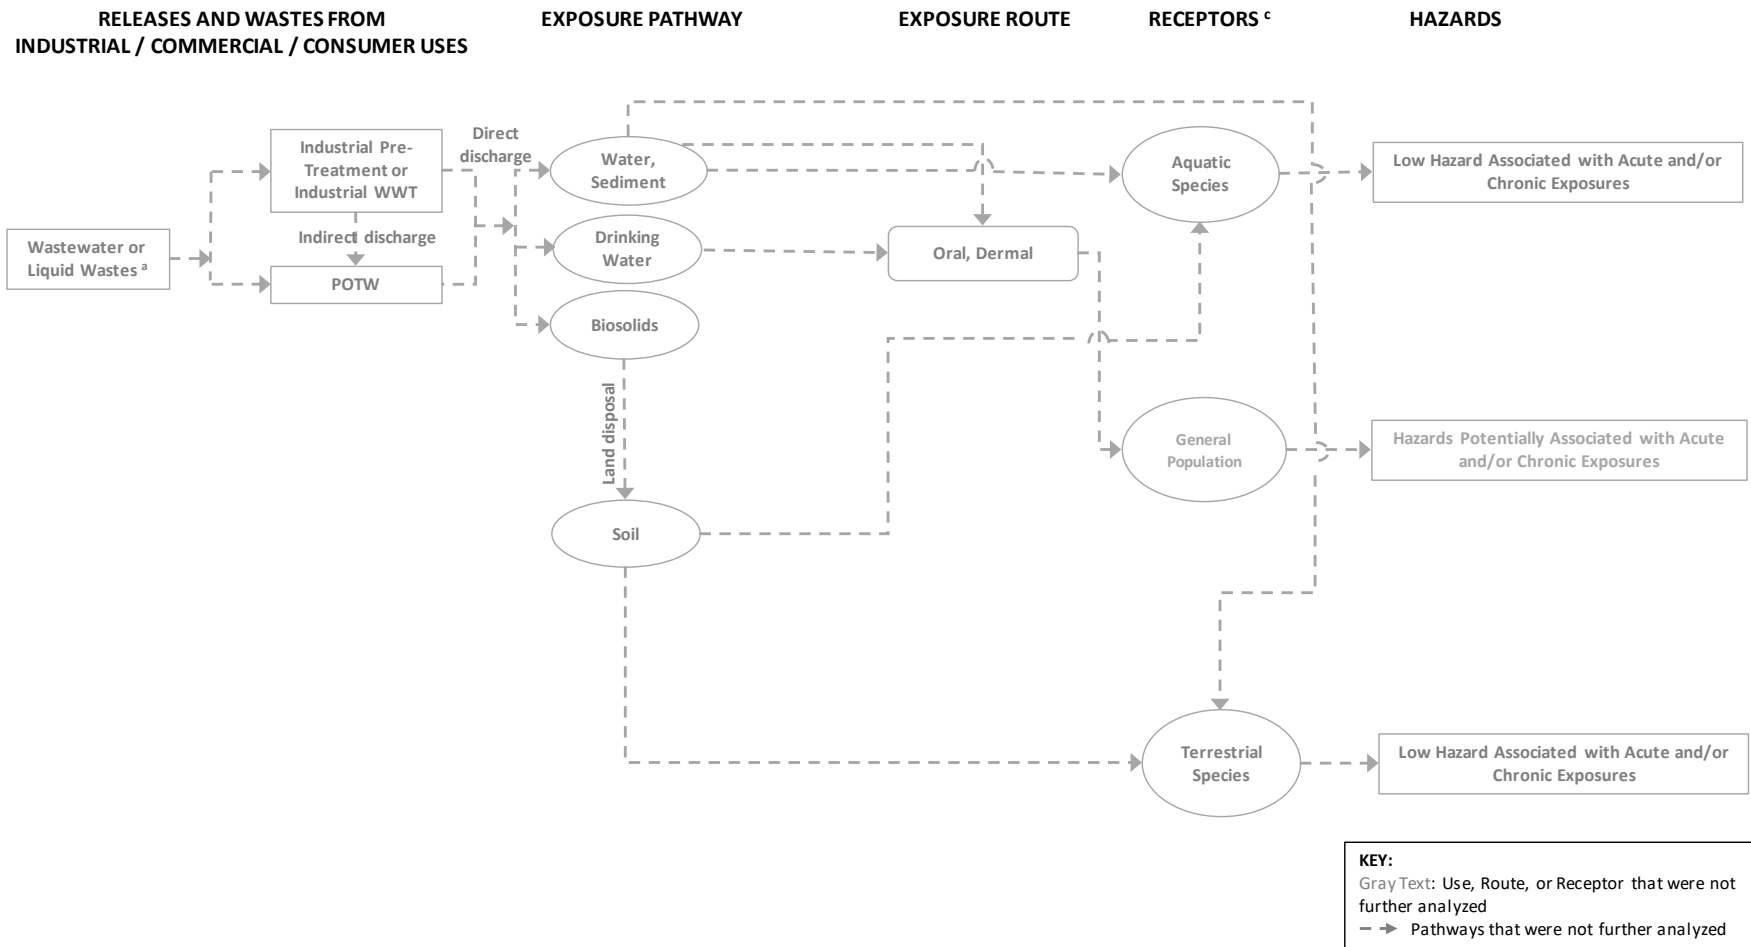 RELEASES AND WASTES FROM
INDUSTRIAL / COMMERCIAL / CONSUMER USES
EXPOSURE PATHWAY
EXPOSURE ROUTE
RECEPTORS c
HAZARDS
Wastewater or
Liquid Wastes a
Industrial Pre-
Treatment or
Industrial WWT
Indirect discharge
POTW
Direct
discharge
Water,
Sediment
Drinking
Water
Biosolids
Land disposal
Soil
Oral, Dermal
Aquatic
Species
General
Population
Terrestrial
Species
Low Hazard Associated with Acute and/or
Chronic Exposures
Hazards Potentially Associated with Acute
and/or Chronic Exposures
Low Hazard Associated with Acute and/or
Chronic Exposures
KEY:
Gray Text: Use, Route, or Receptor that were not
further analyzed
Pathways that were not further analyzed